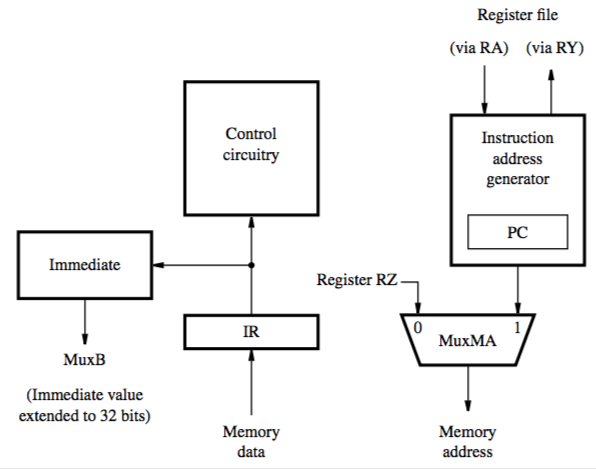 Register file
(via RA) (via RY)
Control
circuitry
Instruction
address
generator
PC
Immediate
Register RZ
0 1
MuxMA
IR
MuxB
(Immediate value
extended to 32 bits)
Memory
data
Memory
address